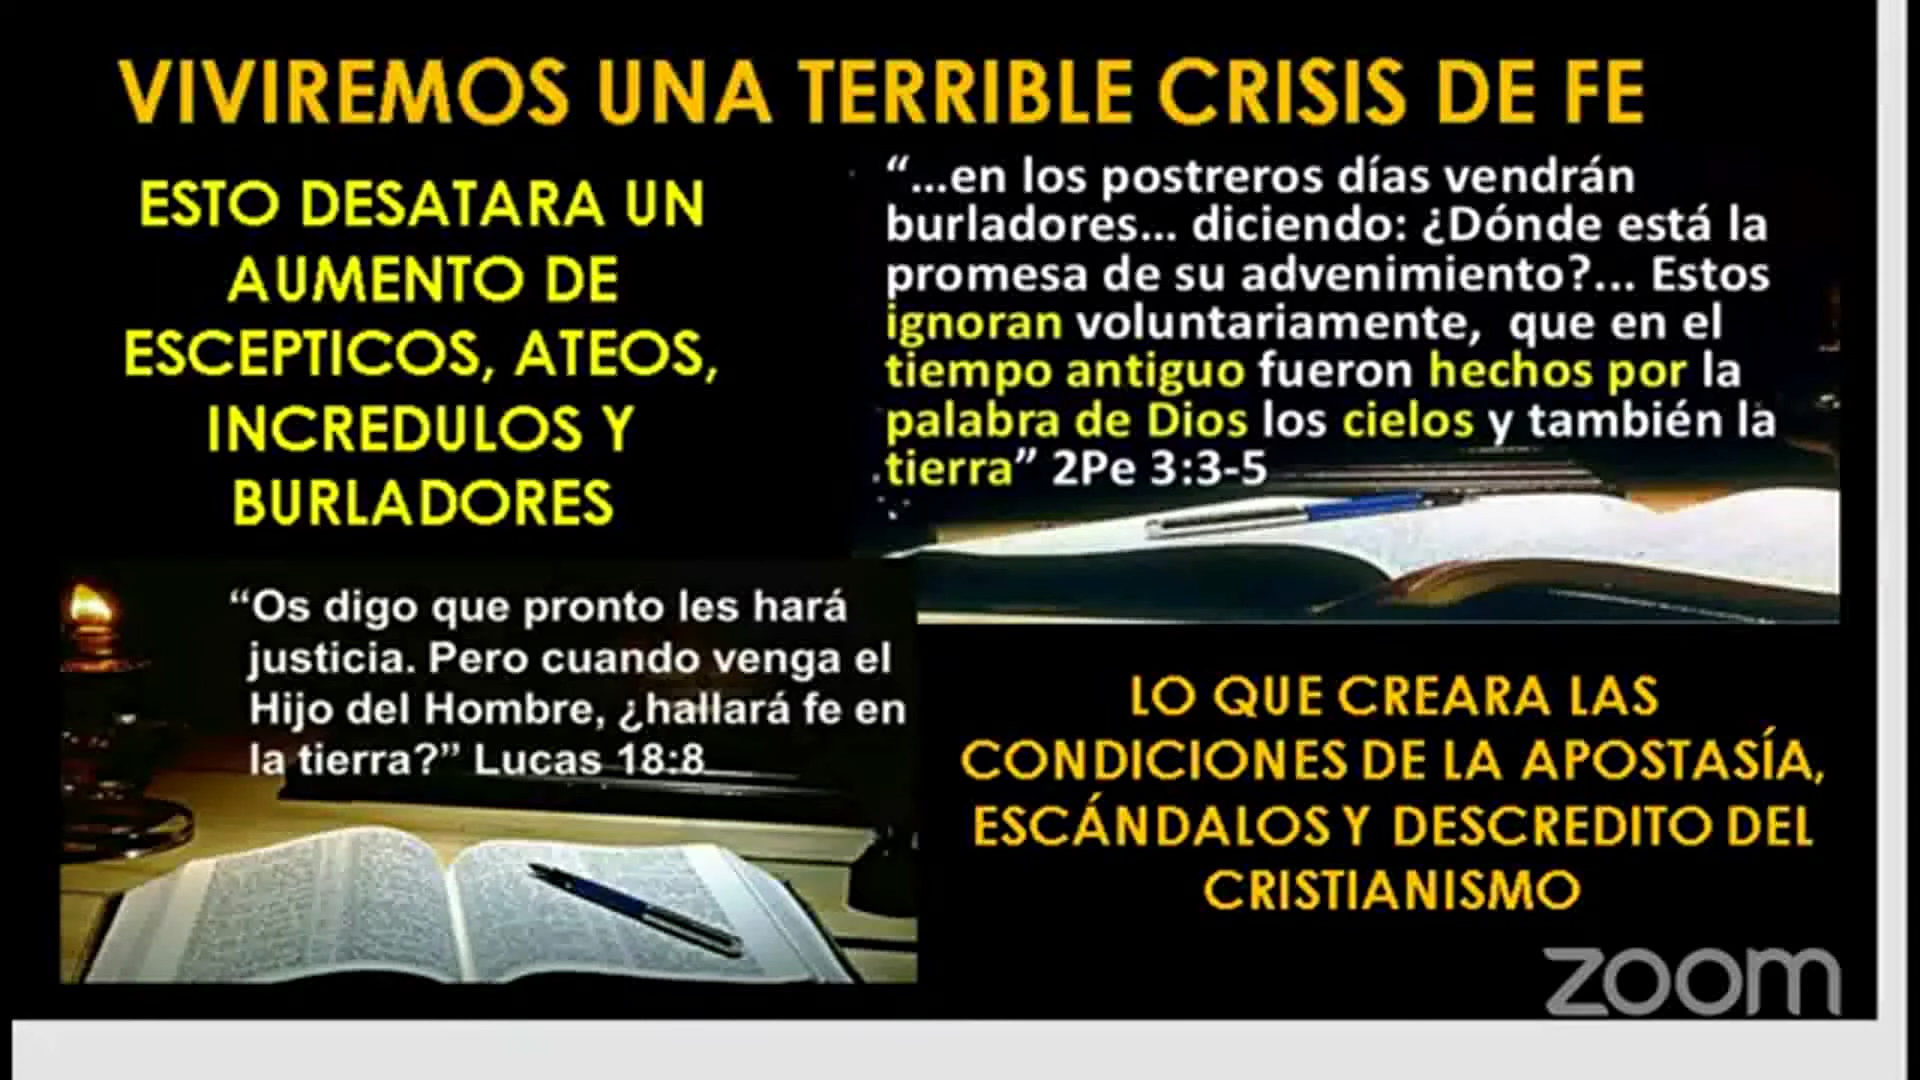 VIVIREMOS UNA TERRIBLE CRISIS DE FE
ESTO DESATARA UN
AUMENTO DE
ESCEPTICOS, ATEOS,
INCREDULOS Y
BURLADORES
“...en los postreros días vendrán
burladores... diciendo: ¿Dónde está la
promesa de su advenimiento?... Estos
ignoran voluntariamente, que en el
tiempo antiguo fueron hechos por la
palabra de Dios los cielos y también la
tierra” 2Pe 3:3-5
“Os digo que pronto les hará
justicia. Pero cuando venga el
Hijo del Hombre, ¿hallará fe en
la tierra?” Lucas 18:8
LO QUE CREARA LAS
CONDICIONES DE LA APOSTASÍA,
ESCÁNDALOS Y DESCREDITO DEL
CRISTIANISMO
zoom